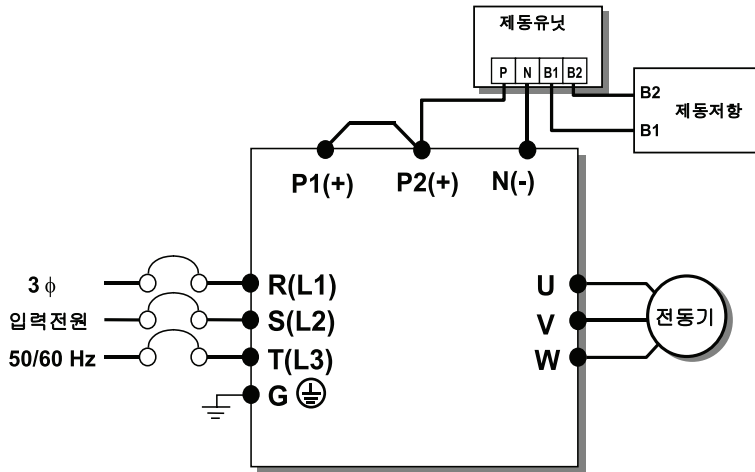 제동유닛
P N B1 B2
B2
제동저항
B1
P1(+) P2(+) N(-)
3 ϕ
R(L1)
U
입력전원
S(L2)
V
전동기
50/60 Hz
T(L3)
W
G